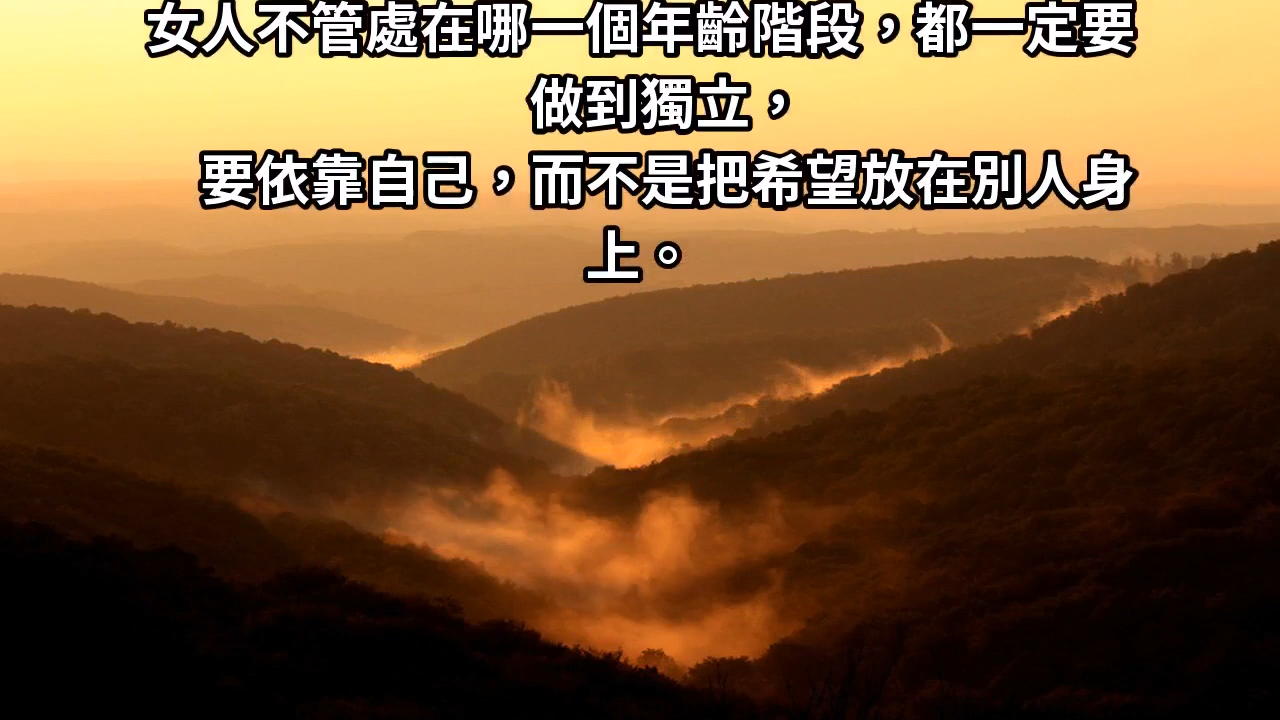 女人不管處在哪一個年齡階段，都一定要
做到獨立，
要依靠自己，而不是把希望放在別人身
上。